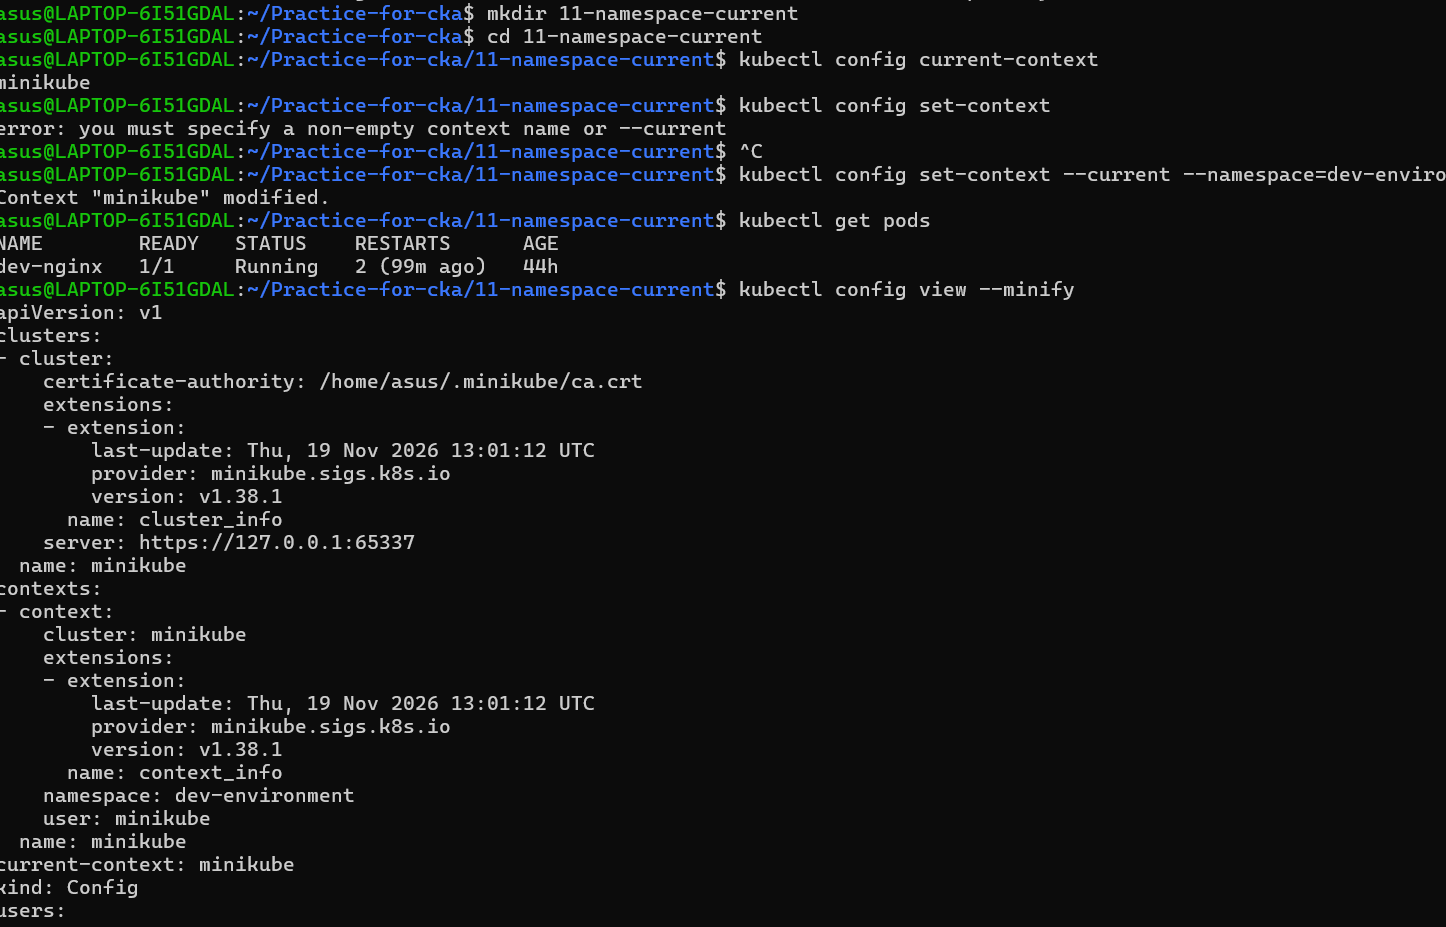 asus@LAPTOP-6I51GDAL:~/Practice-for-cka$ mkdir 11-namespace-current
asus@LAPTOP-6I51GDAL:~/Practice-for-cka$ cd 11-namespace-current
asus@LAPTOP-6I51GDAL:~/Practice-for-cka/11-namespace-current$ kubectl config current-context
minikube
asus@LAPTOP-6I51GDAL:~/Practice-for-cka/11-namespace-current$ kubectl config set-context
error: you must specify a non-empty context name or --current
asus@LAPTOP-6I51GDAL:~/Practice-for-cka/11-namespace-current$ ^C
asus@LAPTOP-6I51GDAL:~/Practice-for-cka/11-namespace-current$ kubectl config set-context --current --namespace=dev-enviro
Context "minikube" modified.
asus@LAPTOP-6I51GDAL:~/Practice-for-cka/11-namespace-current$ kubectl get pods
NAME        READY   STATUS    RESTARTS      AGE
dev-nginx   1/1     Running   2 (99m ago)   44h
asus@LAPTOP-6I51GDAL:~/Practice-for-cka/11-namespace-current$ kubectl config view --minify
apiVersion: v1
clusters:
- cluster:
    certificate-authority: /home/asus/.minikube/ca.crt
    extensions:
    - extension:
        last-update: Thu, 19 Nov 2026 13:01:12 UTC
        provider: minikube.sigs.k8s.io
        version: v1.38.1
      name: cluster_info
    server: https://127.0.0.1:65337
  name: minikube
contexts:
- context:
    cluster: minikube
    extensions:
    - extension:
        last-update: Thu, 19 Nov 2026 13:01:12 UTC
        provider: minikube.sigs.k8s.io
        version: v1.38.1
      name: context_info
    namespace: dev-environment
    user: minikube
  name: minikube
current-context: minikube
kind: Config
users: